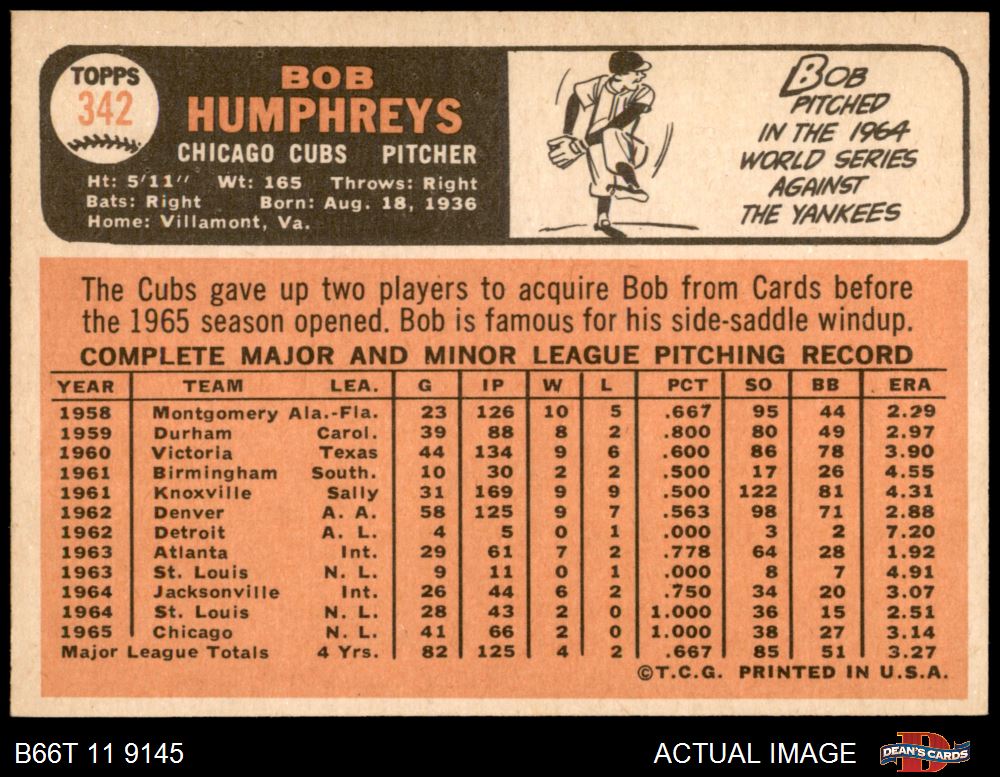 TOPPS
342
BOB
HUMPHREYS
CHICAGO CUBS PITCHER
Ht: 5'11" Wt: 165 Throws: Right
Bats: Right Born: Aug. 18, 1936
Home: Villamont, Va.
BOB
PITCHED
IN THE 1964
WORLD SERIES
AGAINST
THE YANKEES
The Cubs gave up two players to acquire Bob from Cards before
the 1965 season opened. Bob is famous for his side-saddle windup.
COMPLETE MAJOR AND MINOR LEAGUE PITCHING RECORD
YEAR TEAM LEA. G IP W L PCT SO BB ERA
1958 Montgomery Ala.-Fla. 23 126 10 5 .667 95 44 2.29
1959 Durham Carol. 39 88 8 2 .800 80 49 2.97
1960 Victoria Texas 44 134 9 6 .600 86 78 3.90
1961 Birmingham South. 10 30 2 2 .500 17 26 4.55
1961 Knoxville Sally 31 169 9 9 .500 122 81 4.31
1962 Denver A. A. 58 125 9 7 .563 98 71 2.88
1962 Detroit A. L. 4 5 0 1 .000 3 2 7.20
1963 Atlanta Int. 29 61 7 2 .778 64 28 1.92
1963 St. Louis N. L. 9 11 0 1 .000 8 7 4.91
1964 Jacksonville Int. 26 44 6 2 .750 34 20 3.07
1964 St. Louis N. L. 28 43 2 0 1.000 36 15 2.51
1965 Chicago N. L. 41 66 2 0 1.000 38 27 3.14
Major League Totals 4 Yrs. 82 125 4 2 .667 85 51 3.27
©T.C.G. PRINTED IN U.S.A.
B66T 11 9145
ACTUAL IMAGE
DEAN'S CARDS